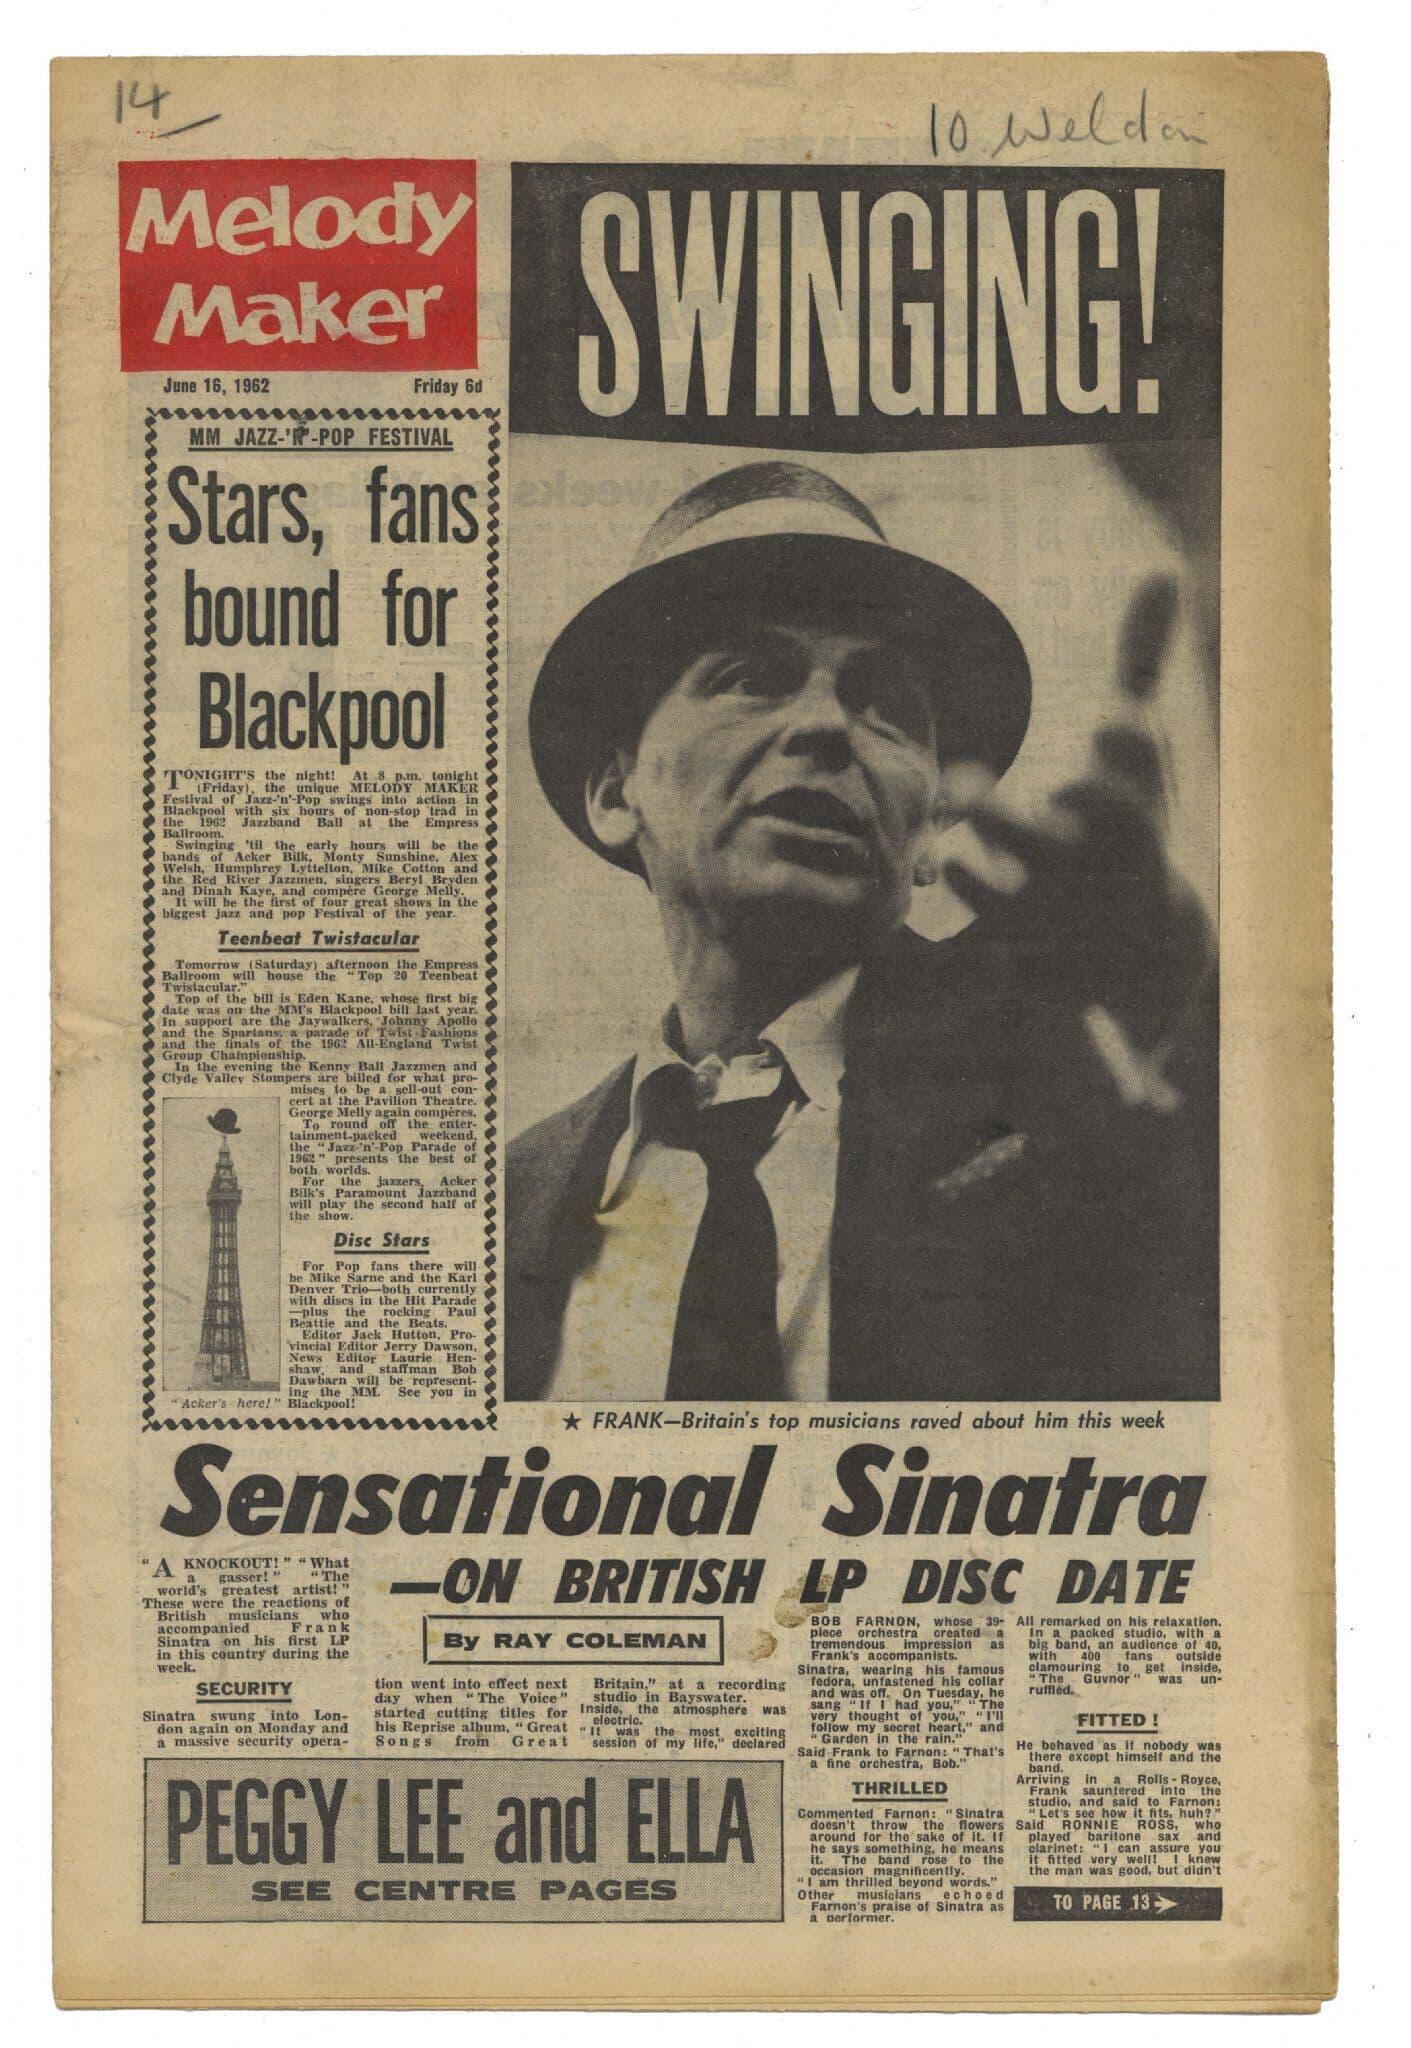 14
10 Weldon
Melody
Maker
June 16, 1962 Friday 6d
SWINGING!
MM JAZZ-'N'-POP FESTIVAL
Stars, fans
bound for
Blackpool
TONIGHT'S the night! At 8 p.m. tonight
(Friday), the unique MELODY MAKER
Festival of Jazz-'n'-Pop swings into action in
Blackpool with six hours of non-stop trad in
the 1962 Jazzband Ball at the Empress
Ballroom.
Swinging 'til the early hours will be the
bands of Acker Bilk, Monty Sunshine, Alex
Welsh, Humphrey Lyttelton, Mike Cotton and
the Red River Jazzmen, singers Beryl Bryden
and Dinah Kaye, and compère George Melly.
It will be the first of four great shows in the
biggest jazz and pop Festival of the year.
Teenbeat Twistacular
Tomorrow (Saturday) afternoon the Empress
Ballroom will house the "Top 20 Teenbeat
Twistacular."
Top of the bill is Eden Kane, whose first big
date was on the MM's Blackpool bill last year.
In support are the Jaywalkers, Johnny Apollo
and the Spartans, a parade of Twist Fashions
and the finals of the 1962 All-England Twist
Group Championship.
In the evening the Kenny Ball Jazzmen and
Clyde Valley Stompers are billed for what pro-
mises to be a sell-out con-
cert at the Pavilion Theatre.
George Melly again compères.
To round off the enter-
tainment-packed weekend,
the "Jazz-'n'-Pop Parade of
1962" presents the best of
both worlds.
For the jazzers, Acker
Bilk's Paramount Jazzband
will play the second half of
the show.
Disc Stars
For Pop fans there will
be Mike Sarne and the Karl
Denver Trio—both currently
with discs in the Hit Parade
—plus the rocking Paul
Beattie and the Beats.
Editor Jack Hutton, Pro-
vincial Editor Jerry Dawson,
News Editor Laurie Hen-
shaw, and staffman Bob
Dawbarn will be represent-
ing the MM. See you in
Blackpool!
"Acker's here!"
★ FRANK—Britain's top musicians raved about him this week
Sensational Sinatra
—ON BRITISH LP DISC DATE
By RAY COLEMAN
"A KNOCKOUT!" "What
a gasser!" "The
world's greatest artist!"
These were the reactions of
British musicians who
accompanied Frank
Sinatra on his first LP
in this country during the
week.
SECURITY
Sinatra swung into Lon-
don again on Monday and
a massive security opera-
tion went into effect next
day when "The Voice"
started cutting titles for
his Reprise album, "Great
Songs from Great
Britain," at a recording
studio in Bayswater.
Inside, the atmosphere was
electric.
"It was the most exciting
session of my life," declared
BOB FARNON, whose 39-
piece orchestra created a
tremendous impression as
Frank's accompanists.
Sinatra, wearing his famous
fedora, unfastened his collar
and was off. On Tuesday, he
sang "If I had you," "The
very thought of you," "I'll
follow my secret heart," and
"Garden in the rain."
Said Frank to Farnon: "That's
a fine orchestra, Bob."
THRILLED
Commented Farnon: "Sinatra
doesn't throw the flowers
around for the sake of it. If
he says something, he means
it. The band rose to the
occasion magnificently.
"I am thrilled beyond words."
Other musicians echoed
Farnon's praise of Sinatra as
a performer.
All remarked on his relaxation.
In a packed studio, with a
big band, an audience of 40,
with 400 fans outside
clamouring to get inside,
"The Guvnor" was un-
ruffled.
FITTED!
He behaved as if nobody was
there except himself and the
band.
Arriving in a Rolls-Royce,
Frank sauntered into the
studio, and said to Farnon:
"Let's see how it fits, huh?"
Said RONNIE ROSS, who
played baritone sax and
clarinet: "I can assure you
it fitted very well! I knew
the man was good, but didn't
TO PAGE 13
PEGGY LEE and ELLA
SEE CENTRE PAGES